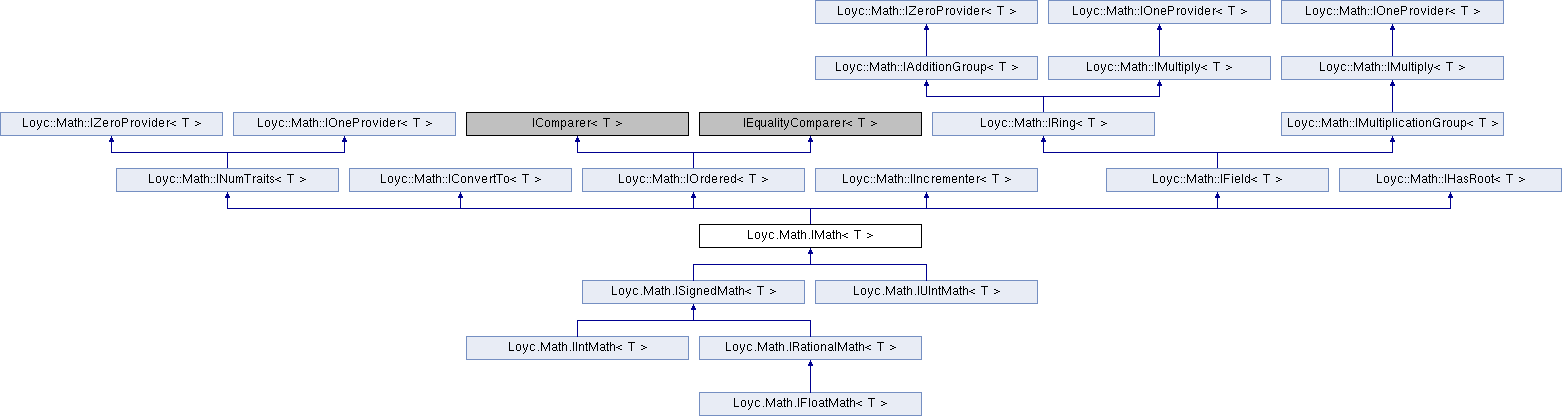 Loyc::Math::IZeroProvider< T > Loyc::Math::IOneProvider< T > Loyc::Math::IOneProvider< T >
Loyc::Math::IAdditionGroup< T > Loyc::Math::IMultiply< T > Loyc::Math::IMultiply< T >
Loyc::Math::IZeroProvider< T > Loyc::Math::IOneProvider< T > IComparer< T > IEqualityComparer< T > Loyc::Math::IRing< T > Loyc::Math::IMultiplicationGroup< T >
Loyc::Math::INumTraits< T > Loyc::Math::IConvertTo< T > Loyc::Math::IOrdered< T > Loyc::Math::IIncrementer< T > Loyc::Math::IField< T > Loyc::Math::IHasRoot< T >
Loyc.Math.IMath< T >
Loyc.Math.ISignedMath< T > Loyc.Math.IUIntMath< T >
Loyc.Math.IIntMath< T > Loyc.Math.IRationalMath< T >
Loyc.Math.IFloatMath< T >